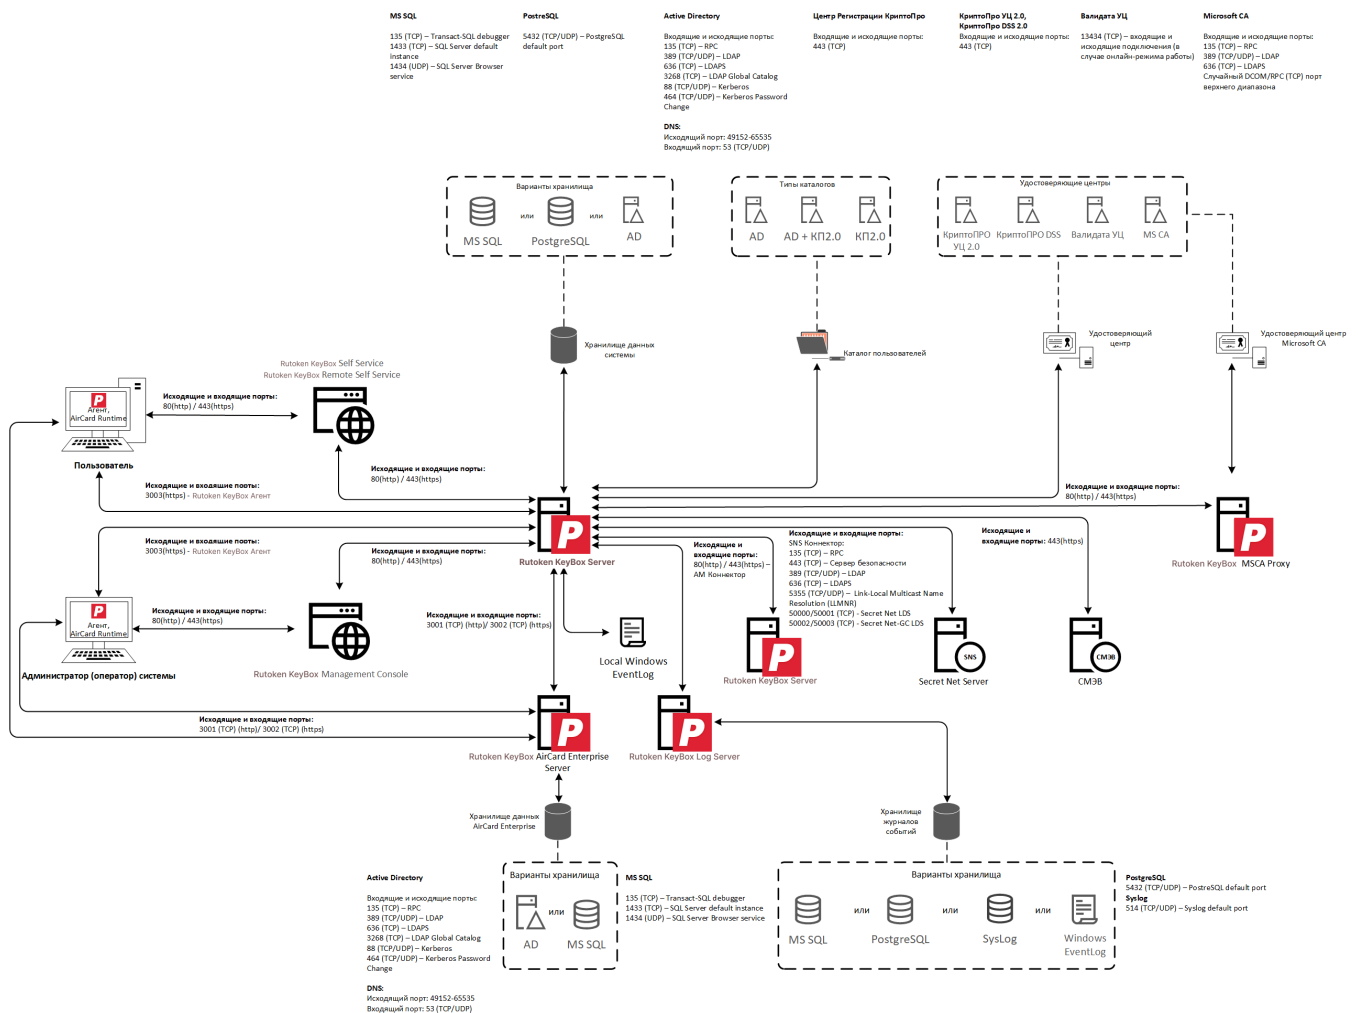 MS SQL
135 (TCP) – Transact-SQL debugger
1433 (TCP) – SQL Server default
instance
1434 (UDP) – SQL Server Browser
service
PostreSQL
5432 (TCP/UDP) – PostgreSQL
default port
Active Directory
Входящие и исходящие порты:
135 (TCP) – RPC
389 (TCP/UDP) – LDAP
636 (TCP) – LDAPS
3268 (TCP) – LDAP Global Catalog
88 (TCP/UDP) – Kerberos
464 (TCP/UDP) – Kerberos Password
Change
DNS:
Исходящий порт: 49152-65535
Входящий порт: 53 (TCP/UDP)
Центр Регистрации КриптоПро
Входящие и исходящие порты:
443 (TCP)
КриптоПро УЦ 2.0,
КриптоПро DSS 2.0
Входящие и исходящие порты:
443 (TCP)
Валидата УЦ
13434 (TCP) – входящие и
исходящие подключения (в
случае онлайн-режима работы)
Microsoft CA
Входящие и исходящие порты:
135 (TCP) – RPC
389 (TCP/UDP) – LDAP
636 (TCP) – LDAPS
Случайный DCOM/RPC (TCP) порт
верхнего диапазона
Варианты хранилища
или
или
MS SQL
PostgreSQL
AD
Типы каталогов
AD
AD + КП2.0
КП2.0
Удостоверяющие центры
КриптоПРО
УЦ 2.0
КриптоПРО DSS
Валидата УЦ
MS CA
Хранилище данных
системы
Каталог пользователей
Удостоверяющий
центр
Удостоверяющий центр
Microsoft CA
Rutoken KeyBox Self Service
Rutoken KeyBox Remote Self Service
P
Агент,
AirCard Runtime
Пользователь
Исходящие и входящие порты:
80(http) / 443(https)
Исходящие и входящие порты:
80(http) / 443(https)
Исходящие и входящие порты:
3003(https) - Rutoken KeyBox Агент
Исходящие и входящие порты:
80(http) / 443(https)
P
Rutoken KeyBox Server
P
Rutoken KeyBox MSCA Proxy
Исходящие и входящие порты:
3003(https) - Rutoken KeyBox Агент
Исходящие и входящие порты:
80(http) / 443(https)
Исходящие и
входящие порты:
80(http) / 443(https) –
АМ Коннектор
Исходящие и входящие порты:
SNS Коннектор:
135 (TCP) – RPC
443 (TCP) – Сервер безопасности
389 (TCP/UDP) – LDAP
636 (TCP) – LDAPS
5355 (TCP/UDP) – Link-Local Multicast Name
Resolution (LLMNR)
50000/50001 (TCP) - Secret Net LDS
50002/50003 (TCP) - Secret Net-GC LDS
Исходящие и
входящие порты: 443(https)
P
Агент,
AirCard Runtime
Администратор (оператор) системы
Исходящие и входящие порты:
80(http) / 443(https)
Rutoken KeyBox Management Console
Исходящие и входящие порты:
3001 (TCP) (http)/ 3002 (TCP) (https)
Local Windows
EventLog
P
Rutoken KeyBox Server
SNS
Secret Net Server
СМЭВ
СМЭВ
Исходящие и входящие порты:
3001 (TCP) (http)/ 3002 (TCP) (https)
P
Rutoken KeyBox AirCard Enterprise
Server
P
Rutoken KeyBox Log Server
Хранилище данных
AirCard Enterprise
Хранилище
журналов
событий
Active Directory
Входящие и исходящие порты:
135 (TCP) – RPC
389 (TCP/UDP) – LDAP
636 (TCP) – LDAPS
3268 (TCP) – LDAP Global Catalog
88 (TCP/UDP) – Kerberos
464 (TCP/UDP) – Kerberos Password
Change
DNS:
Исходящий порт: 49152-65535
Входящий порт: 53 (TCP/UDP)
Варианты хранилища
или
AD
MS SQL
MS SQL
135 (TCP) – Transact-SQL debugger
1433 (TCP) – SQL Server default instance
1434 (UDP) – SQL Server Browser service
Варианты хранилища
или
или
или
MS SQL
PostgreSQL
SysLog
Windows
EventLog
PostgreSQL
5432 (TCP/UDP) – PostreSQL default port
Syslog
514 (TCP/UDP) – Syslog default port